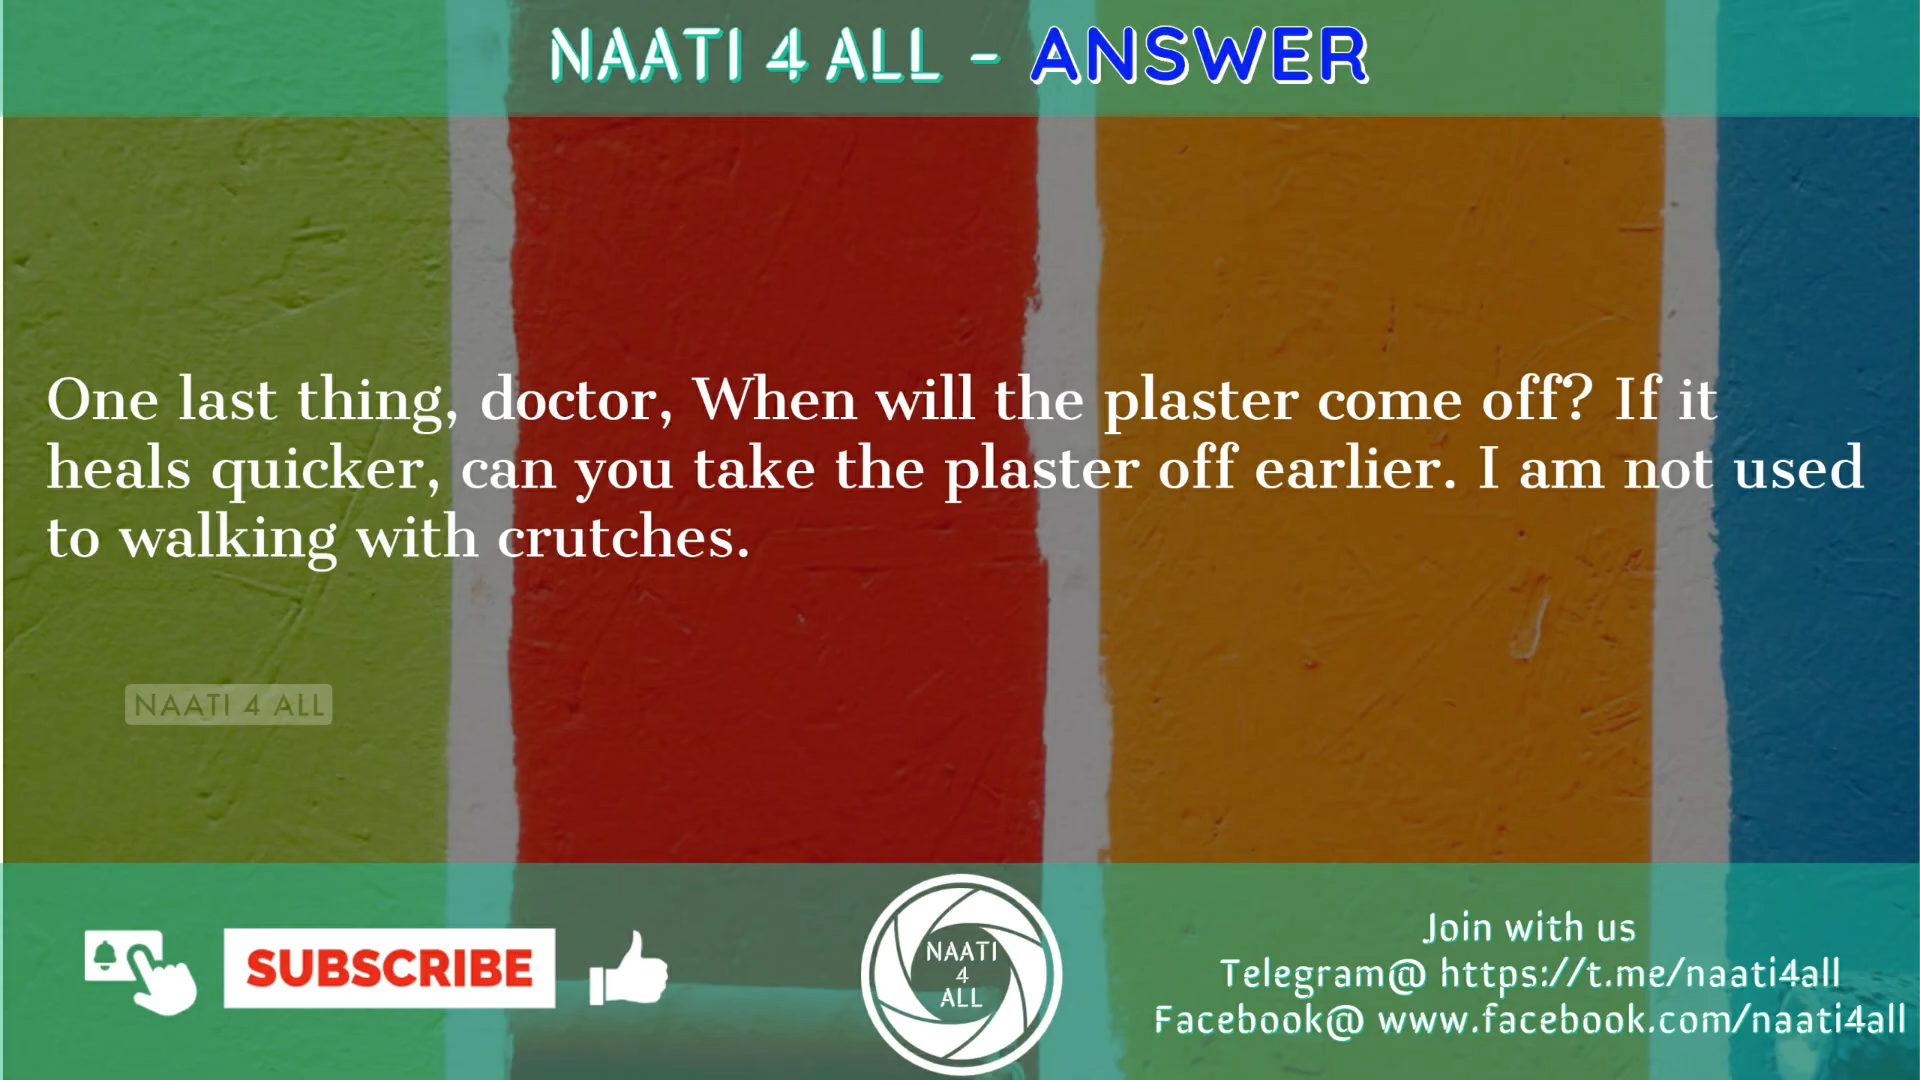 NAATI 4 ALL - ANSWER
One last thing, doctor, When will the plaster come off? If it
heals quicker, can you take the plaster off earlier. I am not used
to walking with crutches.
NAATI 4 ALL
SUBSCRIBE
NAATI
4
ALL
Join with us
Telegram@ https://t.me/naati4all
Facebook@ www.facebook.com/naati4all